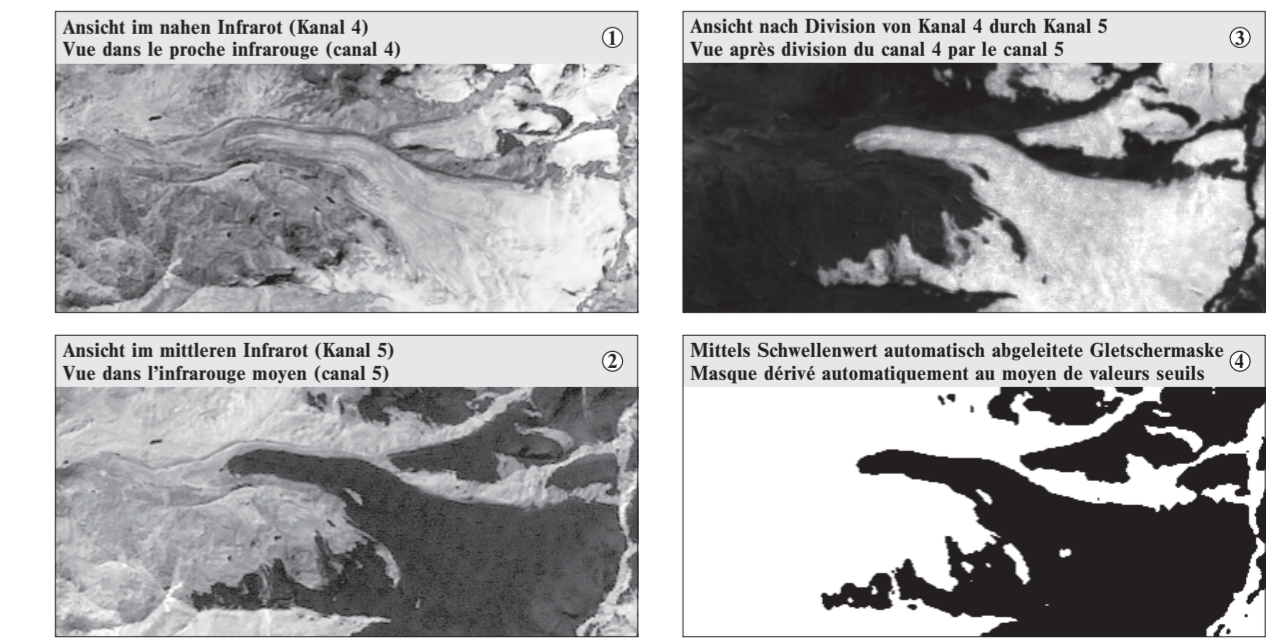 Ansicht im nahen Infrarot (Kanal 4)
Vue dans le proche infrarouge (canal 4)
①
Ansicht nach Division von Kanal 4 durch Kanal 5
Vue après division du canal 4 par le canal 5
③
Ansicht im mittleren Infrarot (Kanal 5)
Vue dans l'infrarouge moyen (canal 5)
②
Mittels Schwellenwert automatisch abgeleitete Gletschermaske
Masque dérivé automatiquement au moyen de valeurs seuils
④